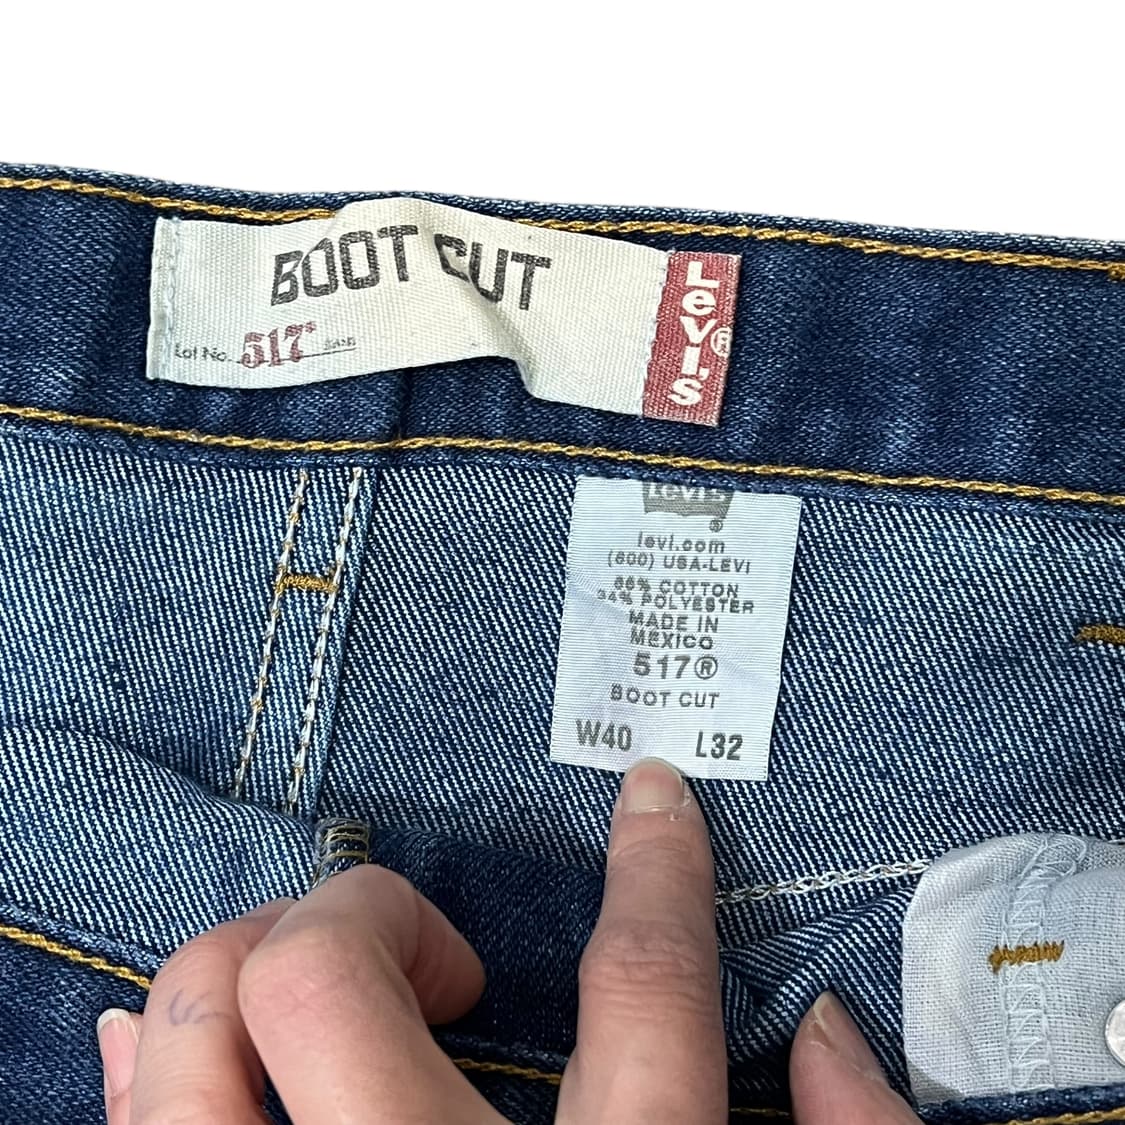 BOOT CUT
Lot No. 517®
Levi's®
Levi's
®
levi.com
(800) USA-LEVI
66% COTTON
34% POLYESTER
MADE IN
MEXICO
517®
BOOT CUT
W40 L32